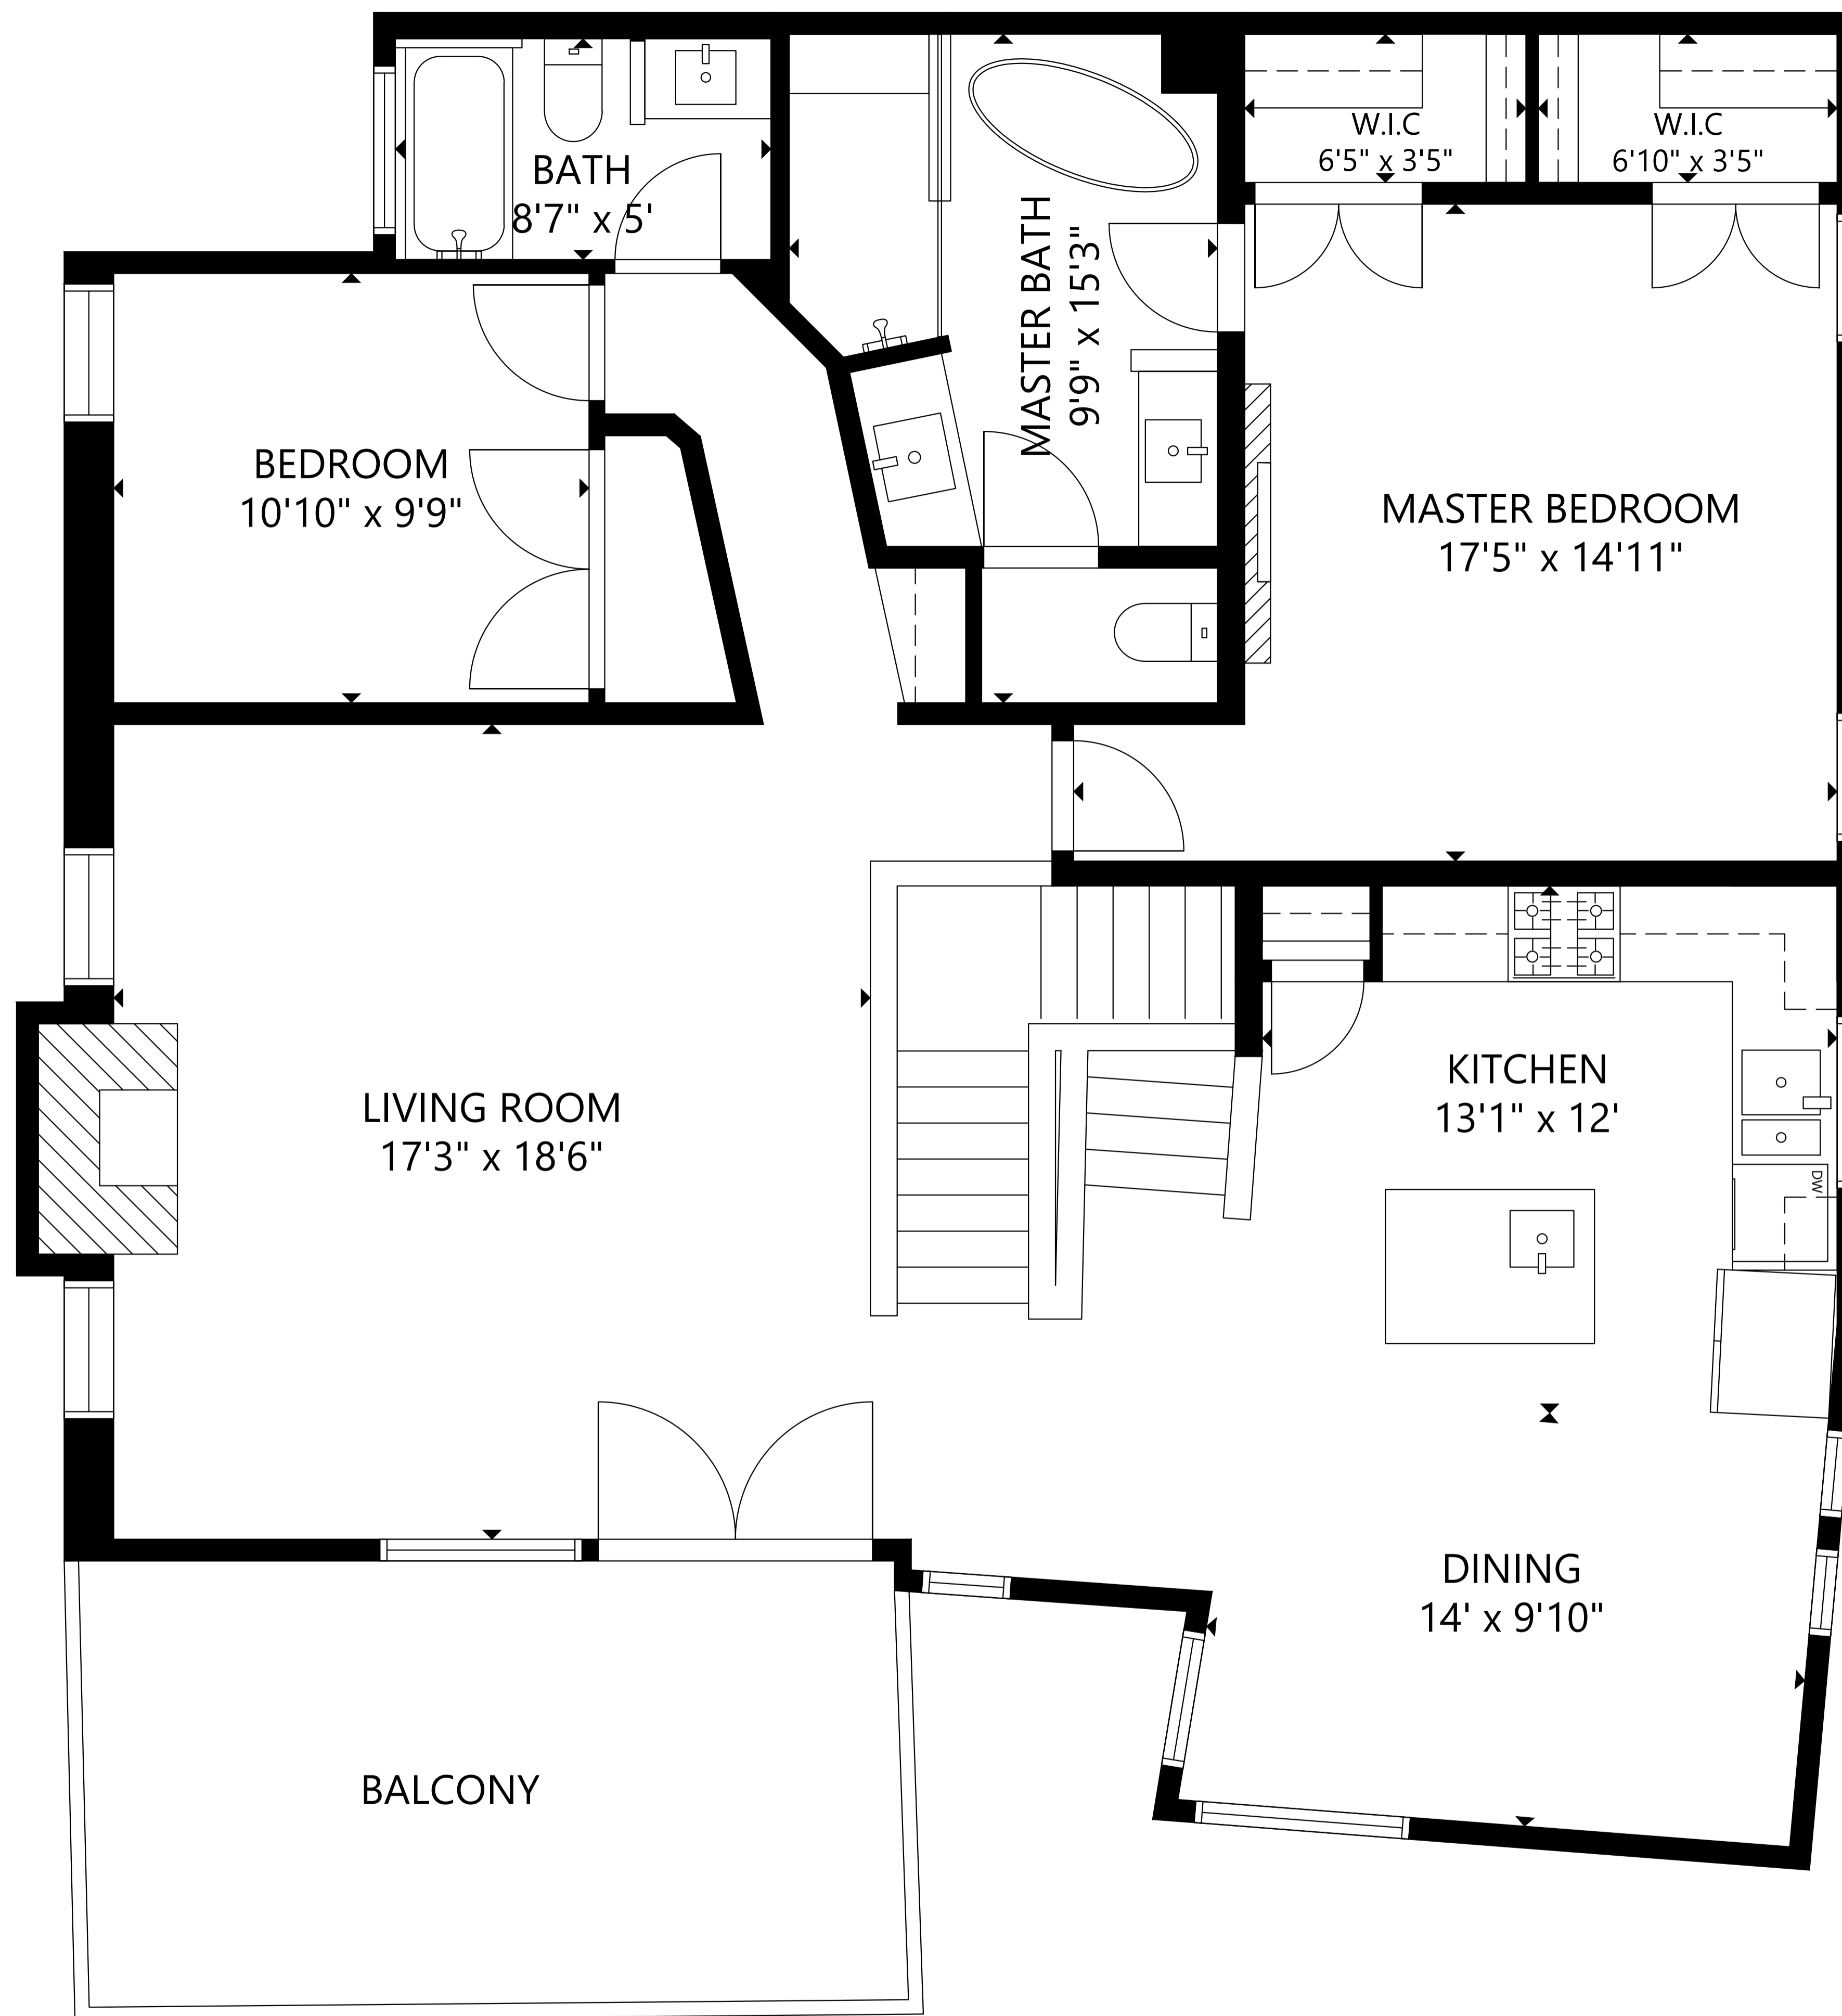 BATH
8'7" x 5'
MASTER BATH
9'9" x 15'3"
W.I.C
6'5" x 3'5"
W.I.C
6'10" x 3'5"
BEDROOM
10'10" x 9'9"
MASTER BEDROOM
17'5" x 14'11"
LIVING ROOM
17'3" x 18'6"
KITCHEN
13'1" x 12'
DW
DINING
14' x 9'10"
BALCONY